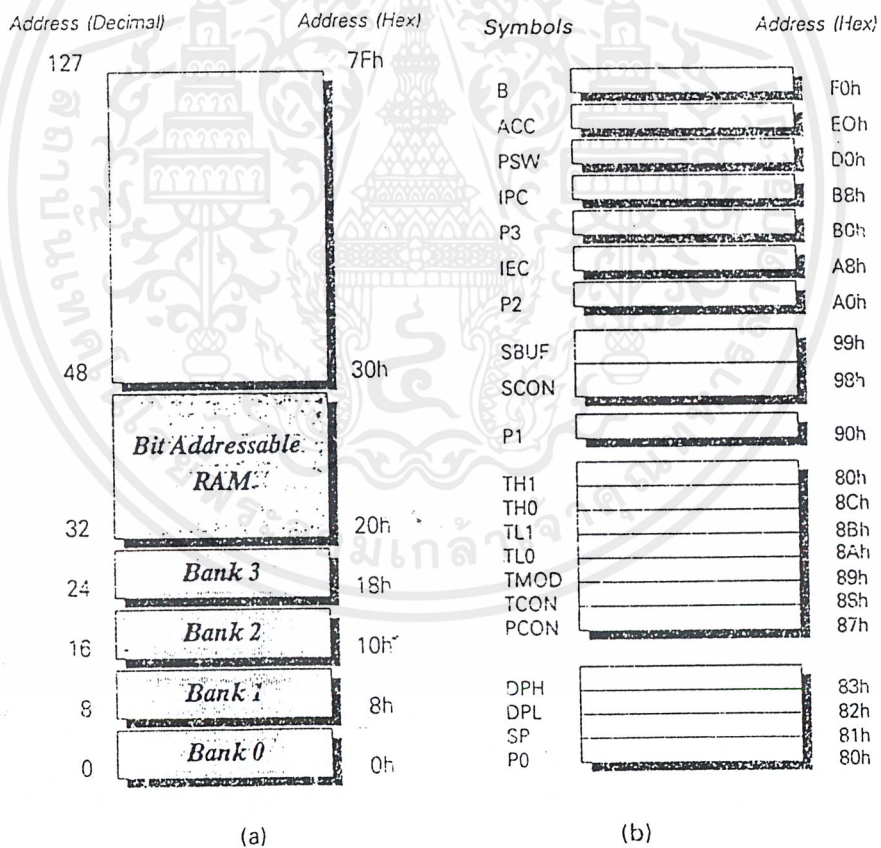 Address (Decimal) Address (Hex)
127 7Fh
48 30h
Bit Addressable
RAM
32 20h
Bank 3
24 18h
Bank 2
16 10h
Bank 1
8 8h
Bank 0
0 0h
(a)
Symbols Address (Hex)
B F0h
ACC E0h
PSW D0h
IPC B8h
P3 B0h
IEC A8h
P2 A0h
SBUF 99h
SCON 98h
P1 90h
TH1 80h
TH0 8Ch
TL1 8Bh
TL0 8Ah
TMOD 89h
TCON 88h
PCON 87h
DPH 83h
DPL 82h
SP 81h
P0 80h
(b)